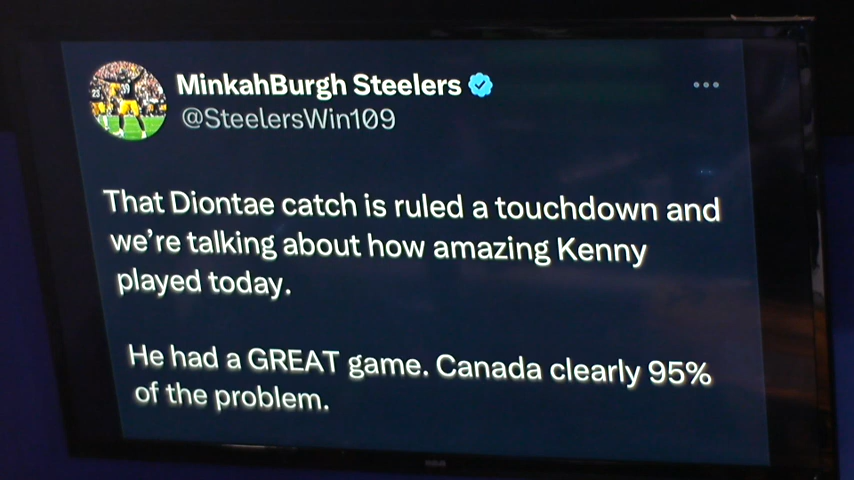 MinkahBurgh Steelers
@SteelersWin109
That Diontae catch is ruled a touchdown and
we're talking about how amazing Kenny
played today.
He had a GREAT game. Canada clearly 95%
of the problem.
RCA